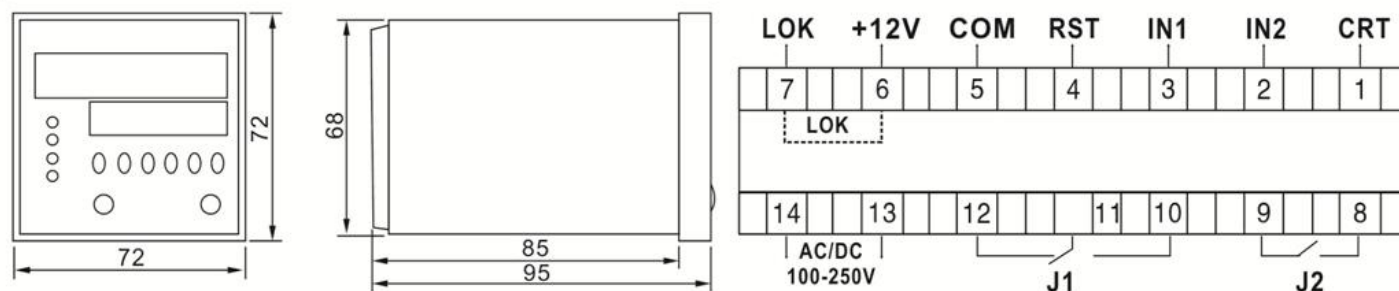 LOK +12V COM RST IN1 IN2 CRT
7 6 5 4 3 2 1
LOK
72
68
14 13 12 11 10 9 8
85
AC/DC
72
95
100-250V
J1 J2